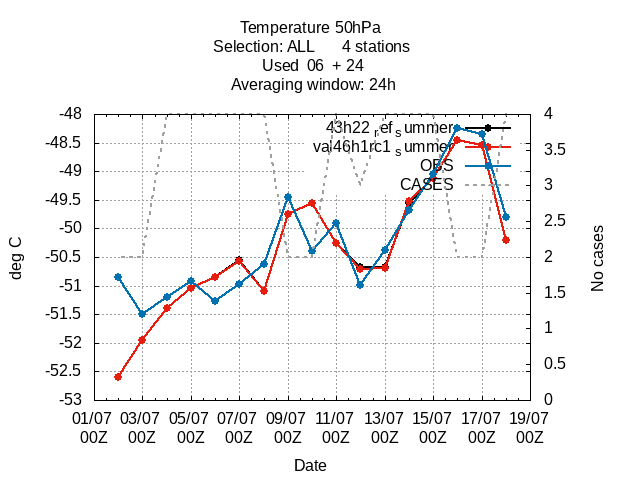 Temperature 50hPa
Selection: ALL 4 stations
Used 06 + 24
Averaging window: 24h
43h22_ref_summer
val46h1rc1_summer
OBS
CASES
deg C
-48
-48.5
-49
-49.5
-50
-50.5
-51
-51.5
-52
-52.5
-53
No cases
4
3.5
3
2.5
2
1.5
1
0.5
0
01/07 03/07 05/07 07/07 09/07 11/07 13/07 15/07 17/07 19/07
00Z 00Z 00Z 00Z 00Z 00Z 00Z 00Z 00Z 00Z
Date